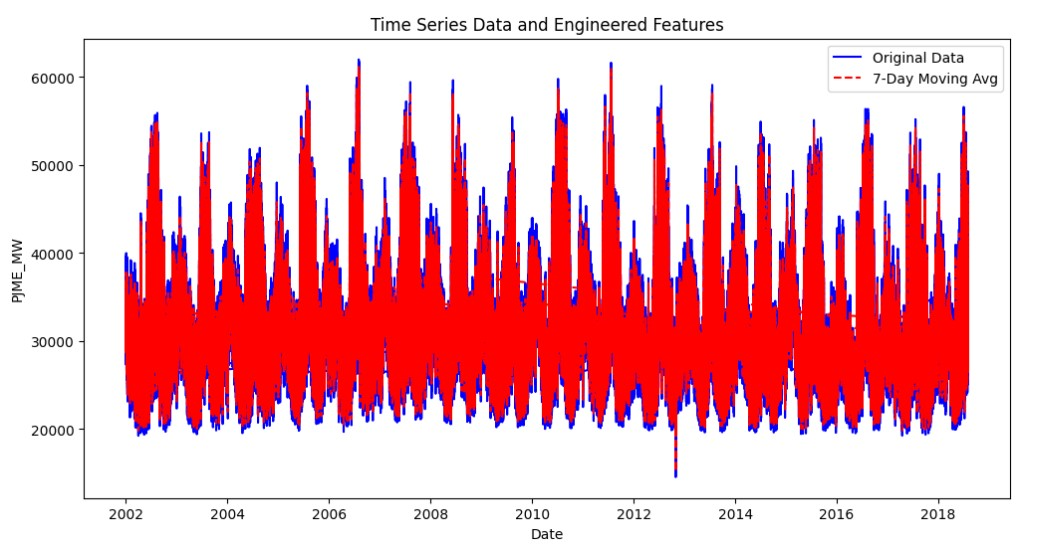 Time Series Data and Engineered Features
Original Data
7-Day Moving Avg
60000
50000
40000
30000
20000
PJME_MW
2002 2004 2006 2008 2010 2012 2014 2016 2018
Date